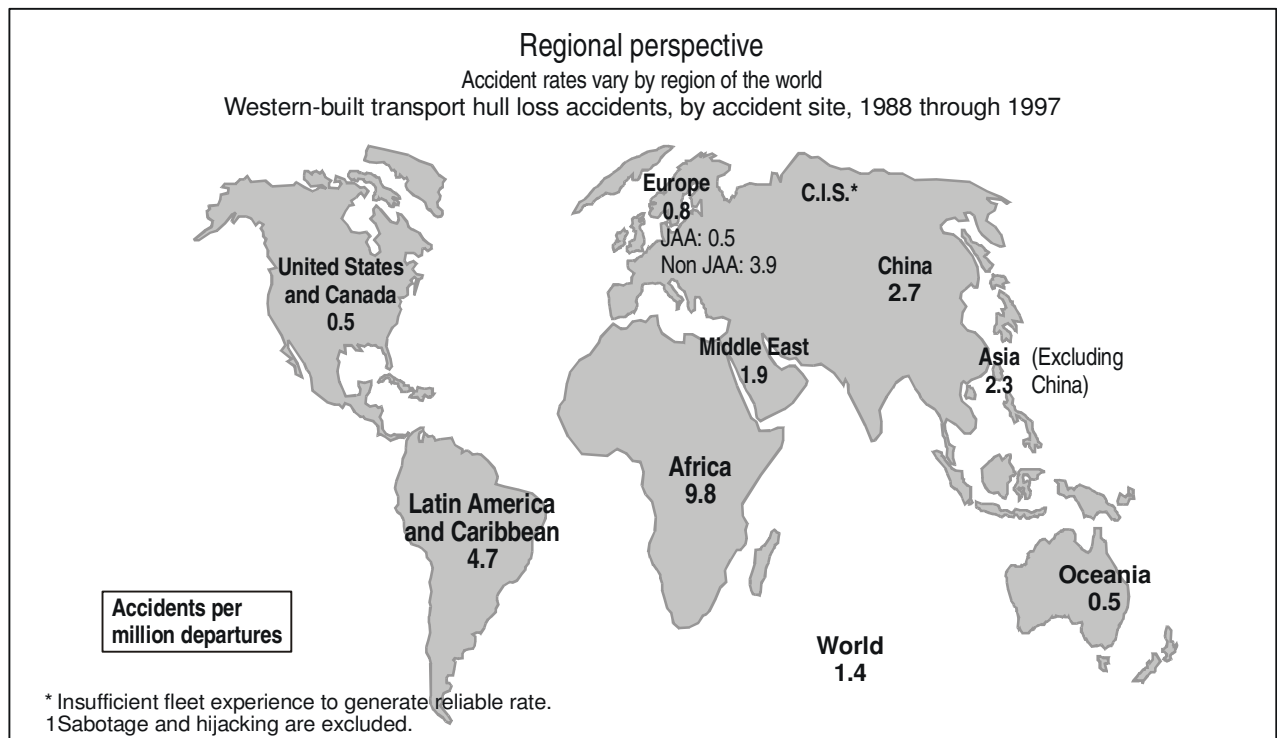 Regional perspective
Accident rates vary by region of the world
Western-built transport hull loss accidents, by accident site, 1988 through 1997
Europe
0.8
JAA: 0.5
Non JAA: 3.9
C.I.S.*
United States
and Canada
0.5
China
2.7
Middle East
1.9
Asia (Excluding
2.3 China)
Africa
9.8
Latin America
and Caribbean
4.7
Oceania
0.5
Accidents per
million departures
World
1.4
* Insufficient fleet experience to generate reliable rate.
1Sabotage and hijacking are excluded.